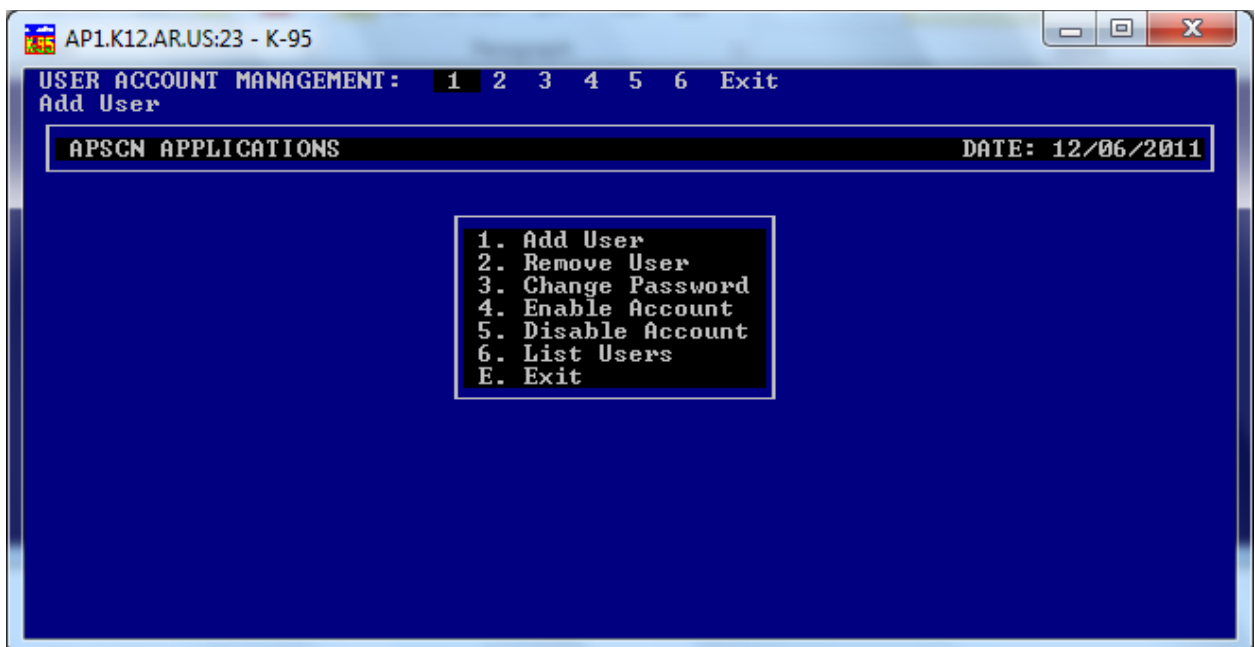 AP1.K12.AR.US:23 - K-95
USER ACCOUNT MANAGEMENT: 1 2 3 4 5 6 Exit
Add User
APSCN APPLICATIONS DATE: 12/06/2011
1. Add User
2. Remove User
3. Change Password
4. Enable Account
5. Disable Account
6. List Users
E. Exit